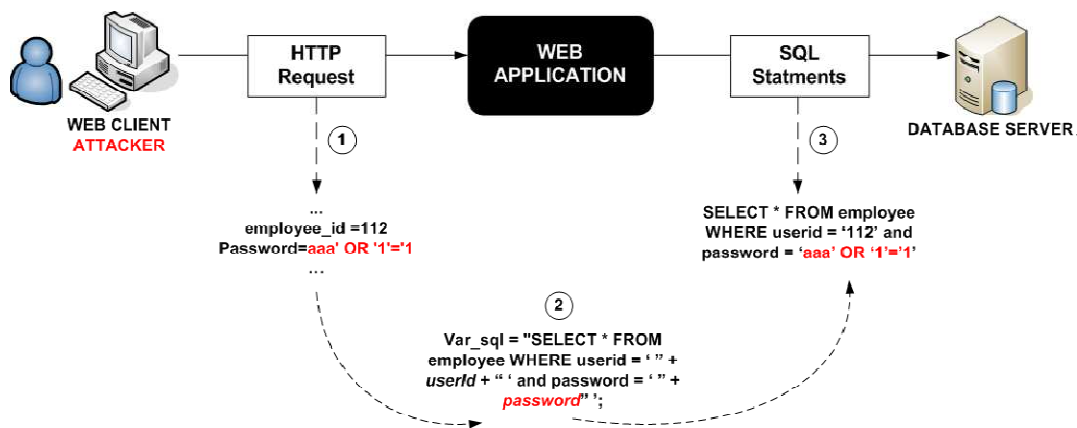 HTTP
Request
WEB
APPLICATION
SQL
Statments
WEB CLIENT
ATTACKER
DATABASE SERVER
1
3
...
employee_id =112
Password=aaa' OR '1'='1
...
SELECT * FROM employee
WHERE userid = ‘112’ and
password = ‘aaa’ OR ‘1’=’1’
2
Var_sql = "SELECT * FROM
employee WHERE userid = ‘ ” +
userId + “ ‘ and password = ‘ ” +
password” ’;